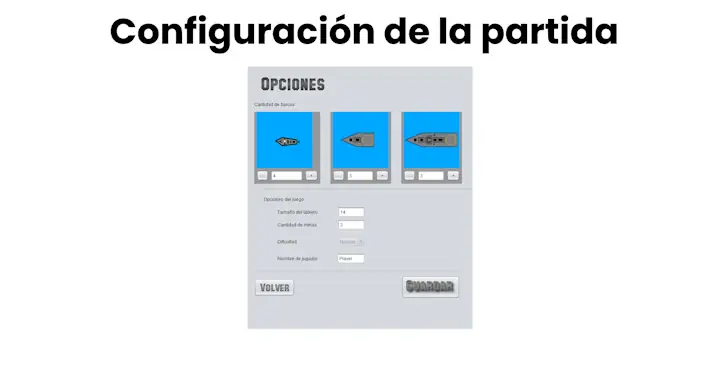 Configuración de la partida
OPCIONES
Cantidad de barcos
4
3
Opciones del juego
Tamaño del tablero: 14
Cantidad de minas: 2
Dificultad: Normal
Nombre de jugador: Player
VOLVER GUARDAR